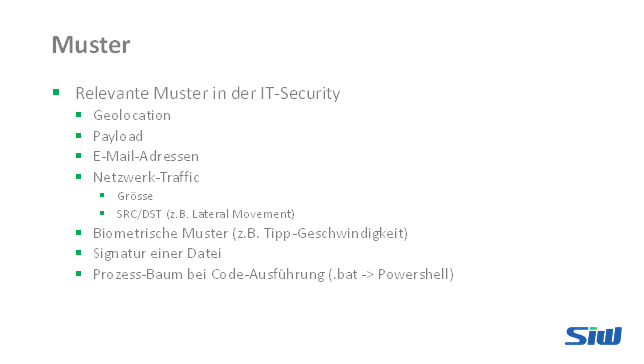 Muster
Relevante Muster in der IT-Security
Geolocation
Payload
E-Mail-Adressen
Netzwerk-Traffic
Grösse
SRC/DST (z.B. Lateral Movement)
Biometrische Muster (z.B. Tipp-Geschwindigkeit)
Signatur einer Datei
Prozess-Baum bei Code-Ausführung (.bat -> Powershell)
SIW